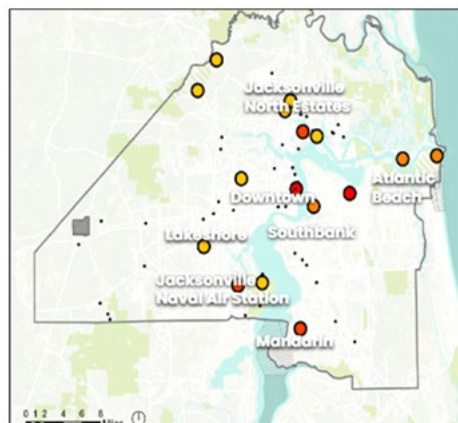 Jacksonville
North Estates
Atlantic
Beach
Downtown
Southbank
Lakeshore
Jacksonville
Naval Air Station
Mandarin
0 1 2 4 6 8
Miles